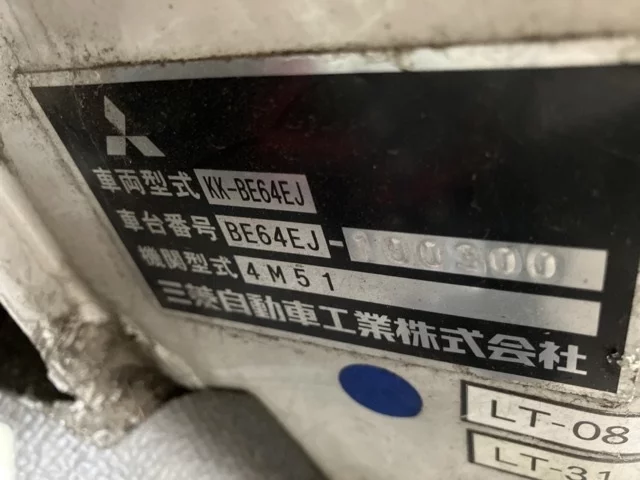 車両型式 KK-BE64EJ
車台番号 BE64EJ-100300
機関型式 4M51
三菱自動車工業株式会社
LT-08
LT-31